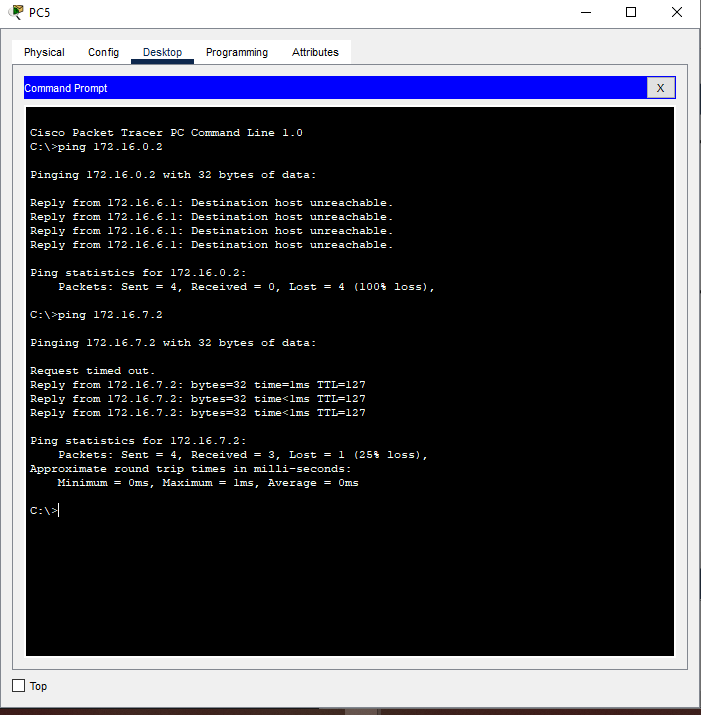 PC5
Physical Config Desktop Programming Attributes
Command Prompt
X
Cisco Packet Tracer PC Command Line 1.0
C:\>ping 172.16.0.2
Pinging 172.16.0.2 with 32 bytes of data:
Reply from 172.16.6.1: Destination host unreachable.
Reply from 172.16.6.1: Destination host unreachable.
Reply from 172.16.6.1: Destination host unreachable.
Reply from 172.16.6.1: Destination host unreachable.
Ping statistics for 172.16.0.2:
Packets: Sent = 4, Received = 0, Lost = 4 (100% loss),
C:\>ping 172.16.7.2
Pinging 172.16.7.2 with 32 bytes of data:
Request timed out.
Reply from 172.16.7.2: bytes=32 time=1ms TTL=127
Reply from 172.16.7.2: bytes=32 time<1ms TTL=127
Reply from 172.16.7.2: bytes=32 time<1ms TTL=127
Ping statistics for 172.16.7.2:
Packets: Sent = 4, Received = 3, Lost = 1 (25% loss),
Approximate round trip times in milli-seconds:
Minimum = 0ms, Maximum = 1ms, Average = 0ms
C:\>
Top